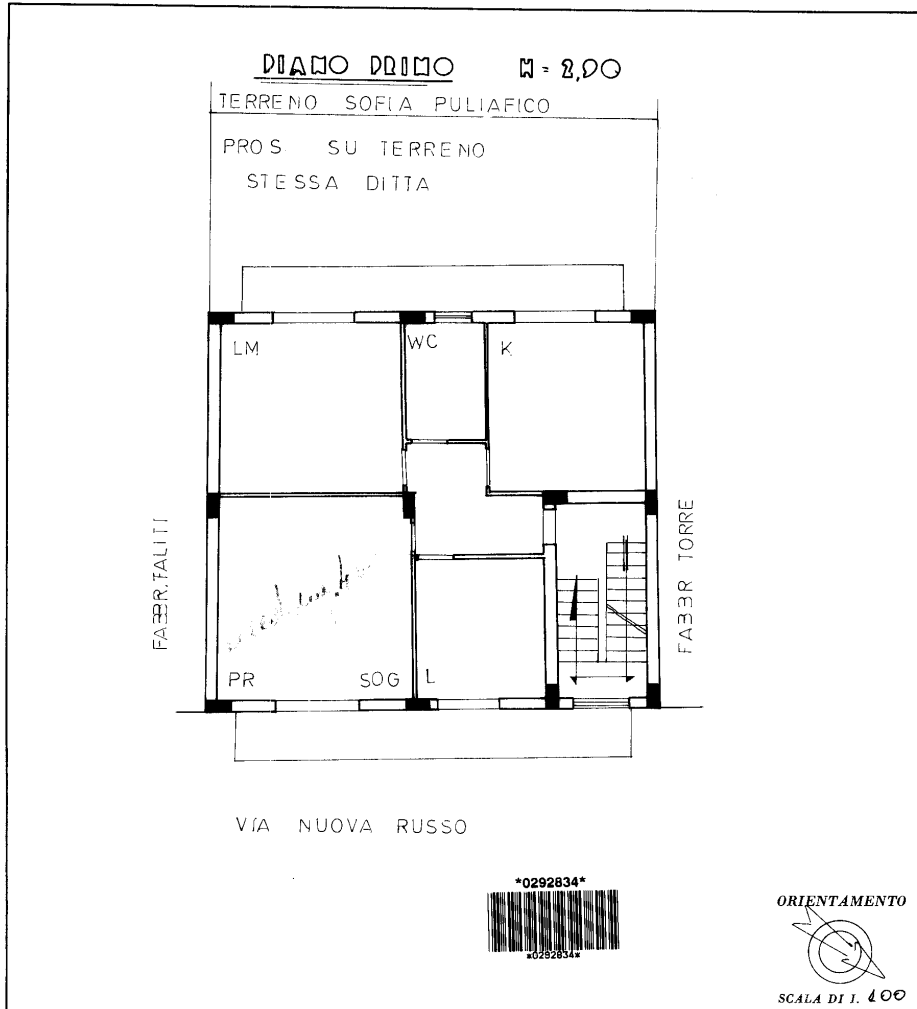 PIANO PRIMO H = 2,90
TERRENO SOFIA PULIAFICO
PROS. SU TERRENO
STESSA DITTA
LM
WC
K
FABBR. TALITI
FABBR TORRE
PR
SOG
L
VIA NUOVA RUSSO
*0292834*
*0292834*
ORIENTAMENTO
SCALA DI I. 100